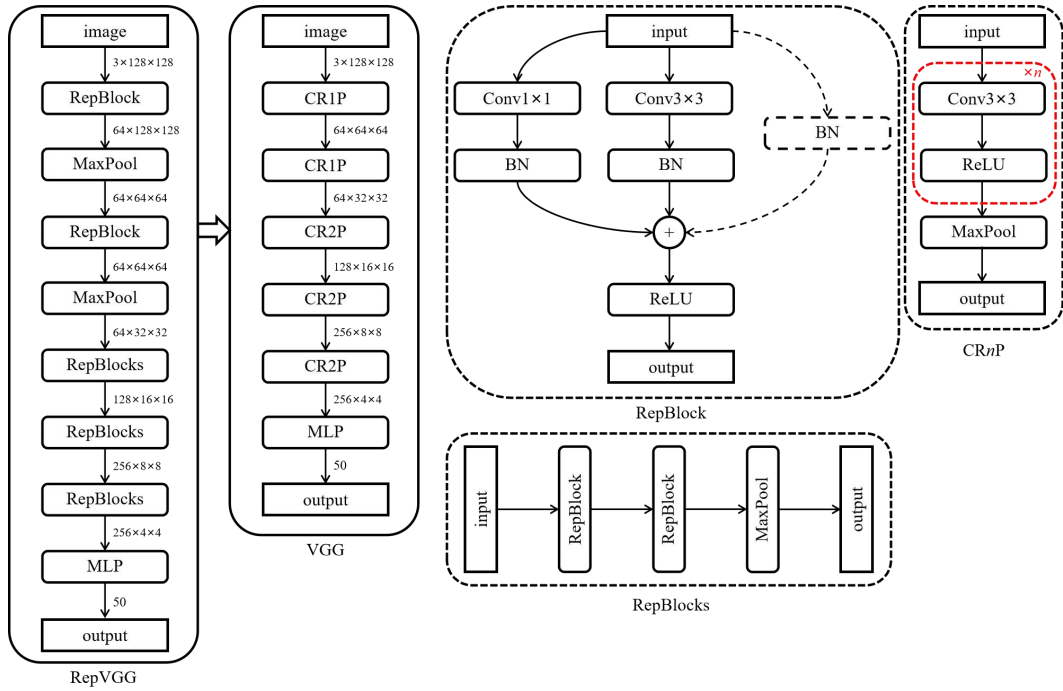 image
3×128×128
RepBlock
64×128×128
MaxPool
64×64×64
RepBlock
64×64×64
MaxPool
64×32×32
RepBlocks
128×16×16
RepBlocks
256×8×8
RepBlocks
256×4×4
MLP
50
output
RepVGG
image
3×128×128
CR1P
64×64×64
CR1P
64×32×32
CR2P
128×16×16
CR2P
256×8×8
CR2P
256×4×4
MLP
50
output
VGG
input
Conv1×1
Conv3×3
BN
BN
BN
+
ReLU
output
RepBlock
input
×n
Conv3×3
ReLU
MaxPool
output
CRnP
input
RepBlock
RepBlock
MaxPool
output
RepBlocks